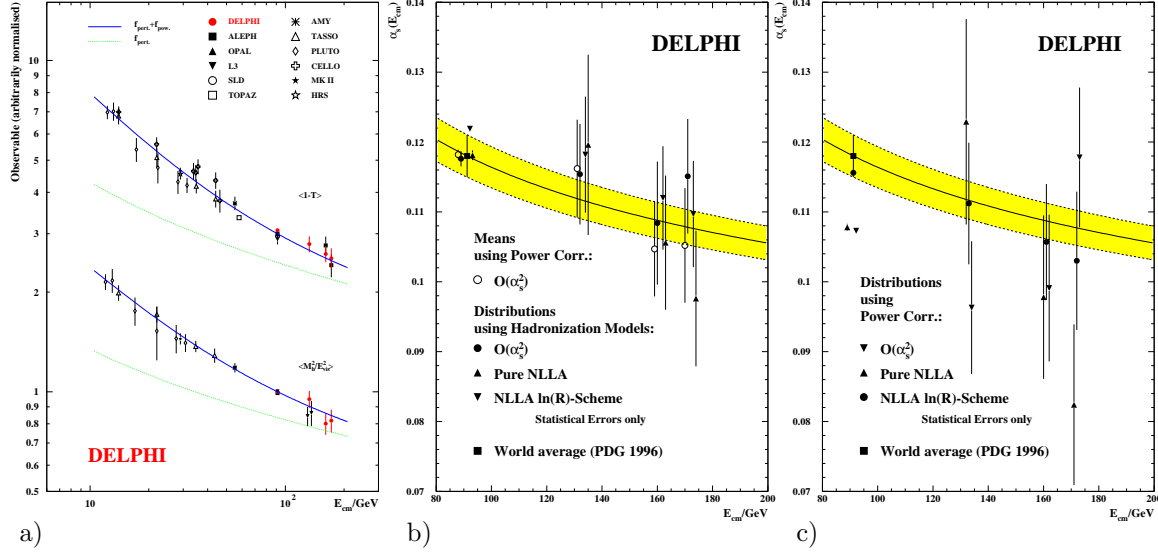 Observable (arbitrarily normalised)
f_pert.+f_pow.
f_pert.
DELPHI
ALEPH
OPAL
L3
SLD
TOPAZ
AMY
TASSO
PLUTO
CELLO
MK II
HRS
10
9
8
7
6
5
4
3
2
1
0.9
0.8
0.7
0.6
0.5
<1-T>
<M_h^2/E_vis^2>
DELPHI
10
10^2
E_cm/GeV
a)
α_s(E_cm)
DELPHI
0.14
0.13
0.12
0.11
0.1
0.09
0.08
0.07
Means
using Power Corr.:
O(α_s^2)
Distributions
using Hadronization Models:
O(α_s^2)
Pure NLLA
NLLA ln(R)-Scheme
Statistical Errors only
World average (PDG 1996)
80 100 120 140 160 180 200
E_cm/GeV
b)
α_s(E_cm)
DELPHI
0.14
0.13
0.12
0.11
0.1
0.09
0.08
0.07
Distributions
using
Power Corr.:
O(α_s^2)
Pure NLLA
NLLA ln(R)-Scheme
Statistical Errors only
World average (PDG 1996)
80 100 120 140 160 180 200
E_cm/GeV
c)